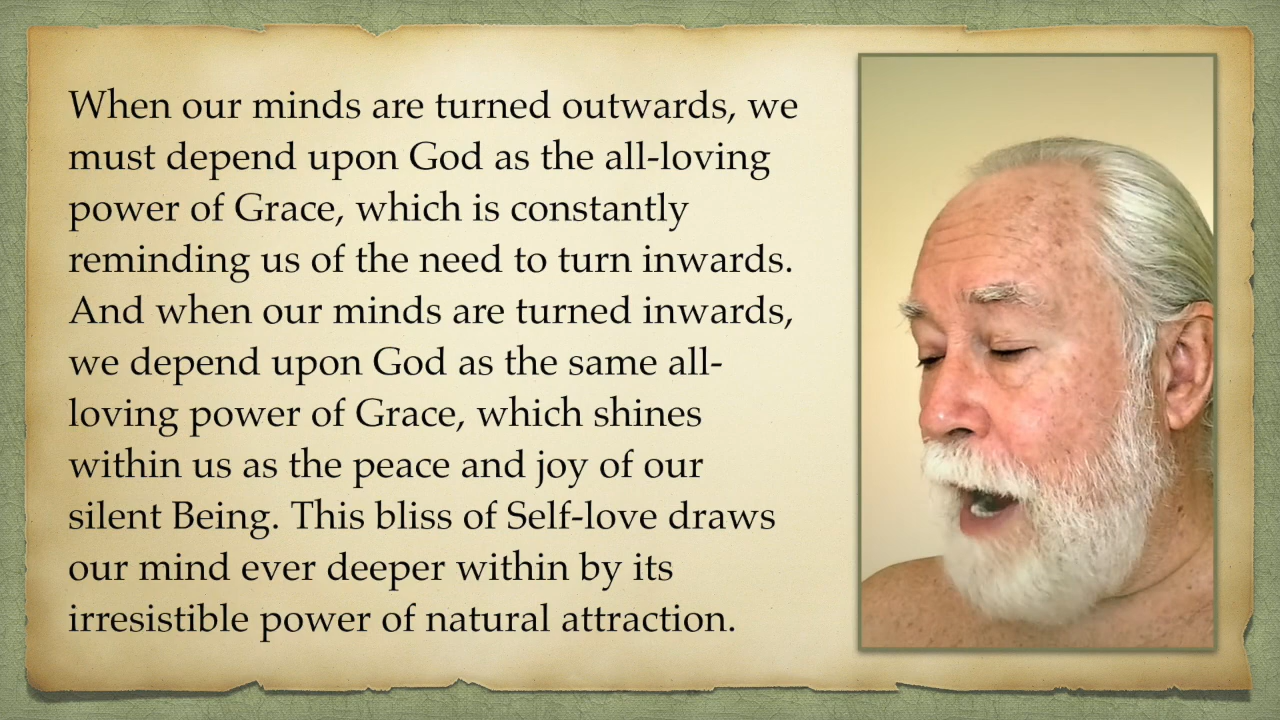 When our minds are turned outwards, we
must depend upon God as the all-loving
power of Grace, which is constantly
reminding us of the need to turn inwards.
And when our minds are turned inwards,
we depend upon God as the same all-
loving power of Grace, which shines
within us as the peace and joy of our
silent Being. This bliss of Self-love draws
our mind ever deeper within by its
irresistible power of natural attraction.